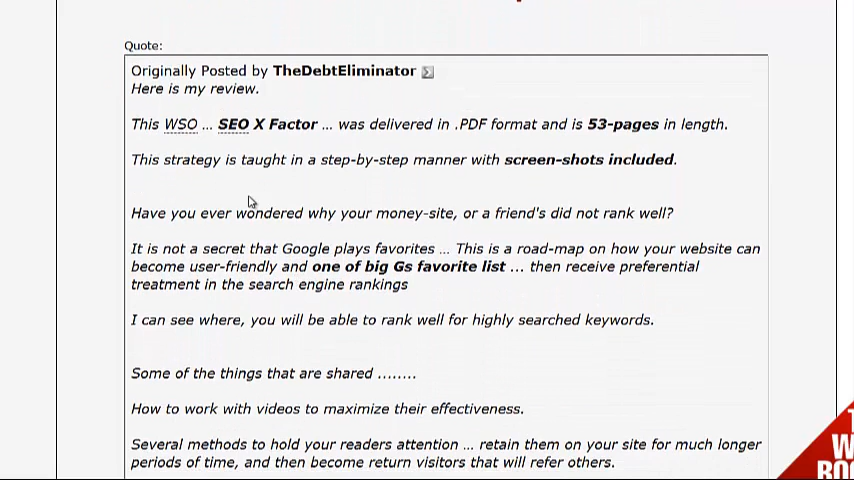 Quote:
Originally Posted by TheDebtEliminator
Here is my review.
This WSO ... SEO X Factor ... was delivered in .PDF format and is 53-pages in length.
This strategy is taught in a step-by-step manner with screen-shots included.
Have you ever wondered why your money-site, or a friend's did not rank well?
It is not a secret that Google plays favorites ... This is a road-map on how your website can
become user-friendly and one of big Gs favorite list ... then receive preferential
treatment in the search engine rankings
I can see where, you will be able to rank well for highly searched keywords.
Some of the things that are shared ........
How to work with videos to maximize their effectiveness.
Several methods to hold your readers attention ... retain them on your site for much longer
periods of time, and then become return visitors that will refer others.